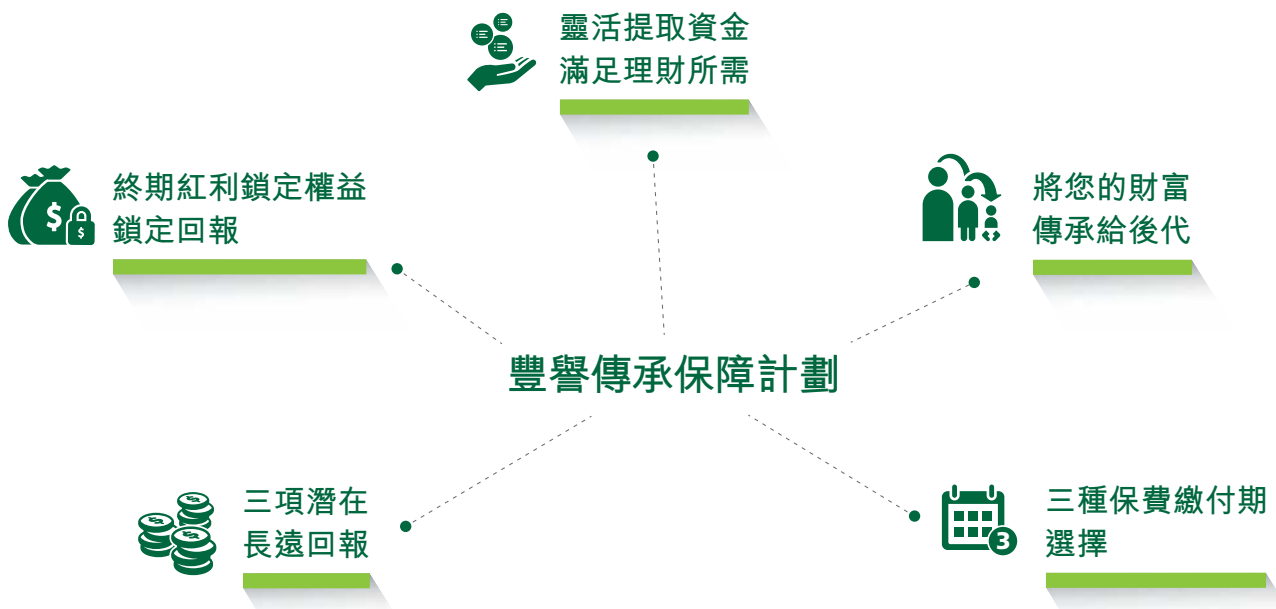 靈活提取資金
滿足理財所需
終期紅利鎖定權益
鎖定回報
$
$
將您的財富
傳承給後代
豐譽傳承保障計劃
三項潛在
長遠回報
3
三種保費繳付期
選擇